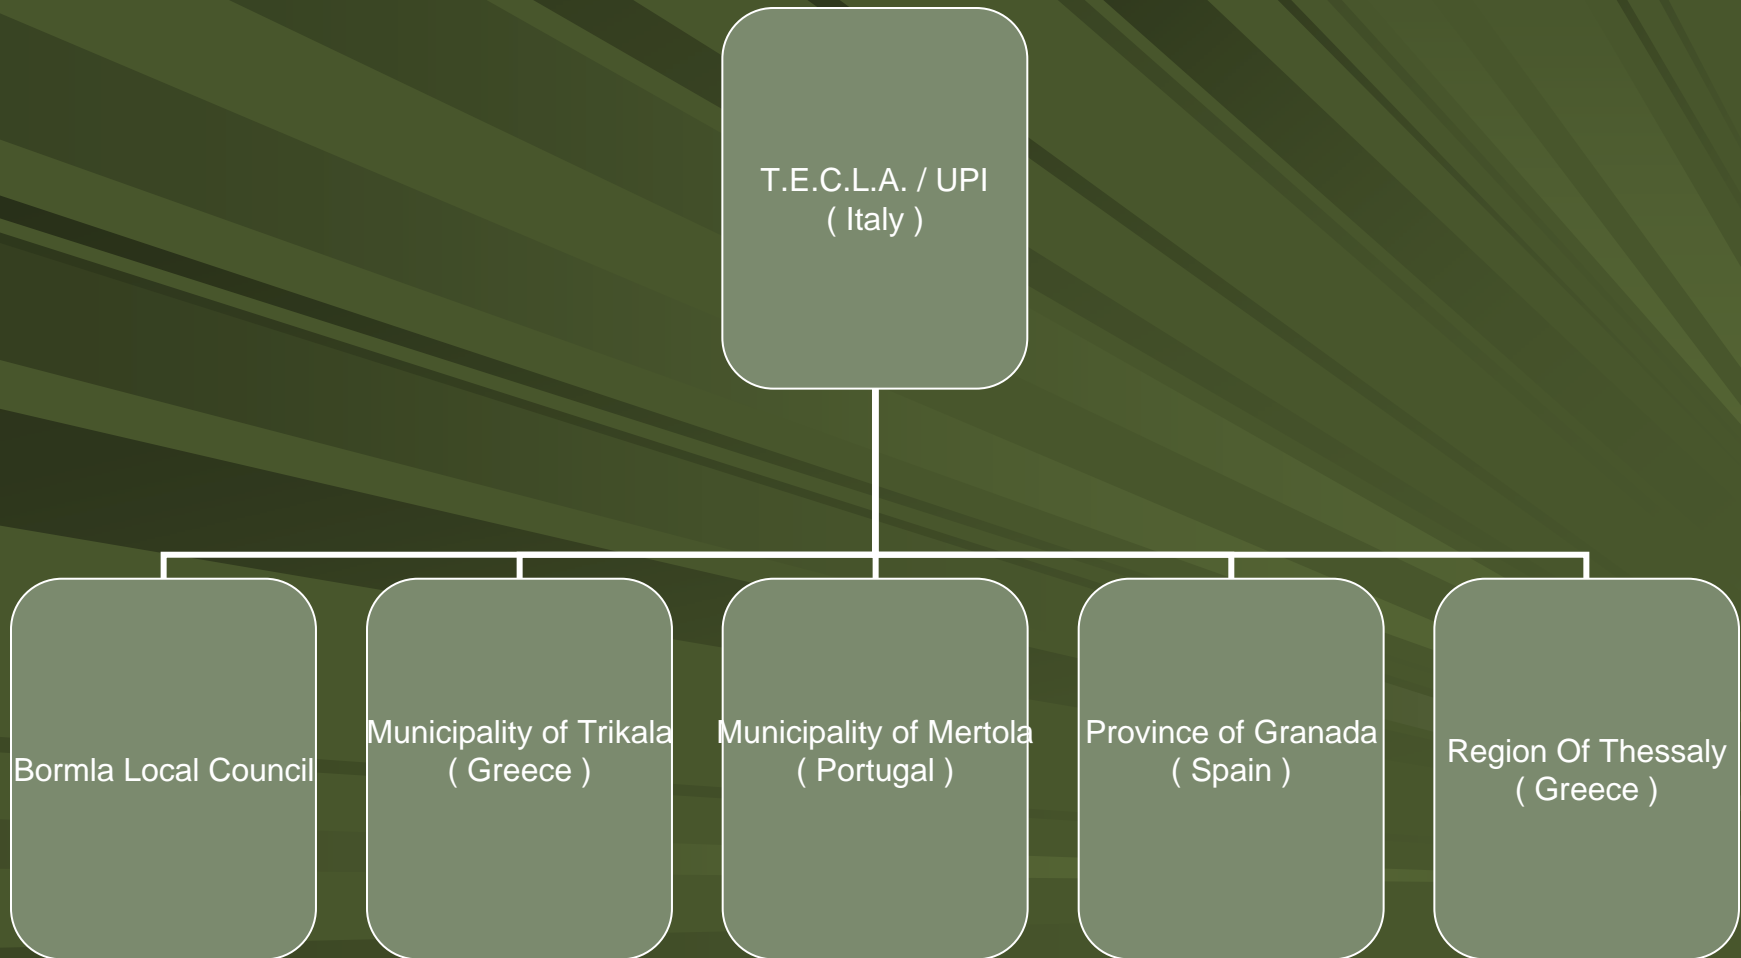 T.E.C.L.A. / UPI
( Italy )
Bormla Local Council
Municipality of Trikala
( Greece )
Municipality of Mertola
( Portugal )
Province of Granada
( Spain )
Region Of Thessaly
( Greece )